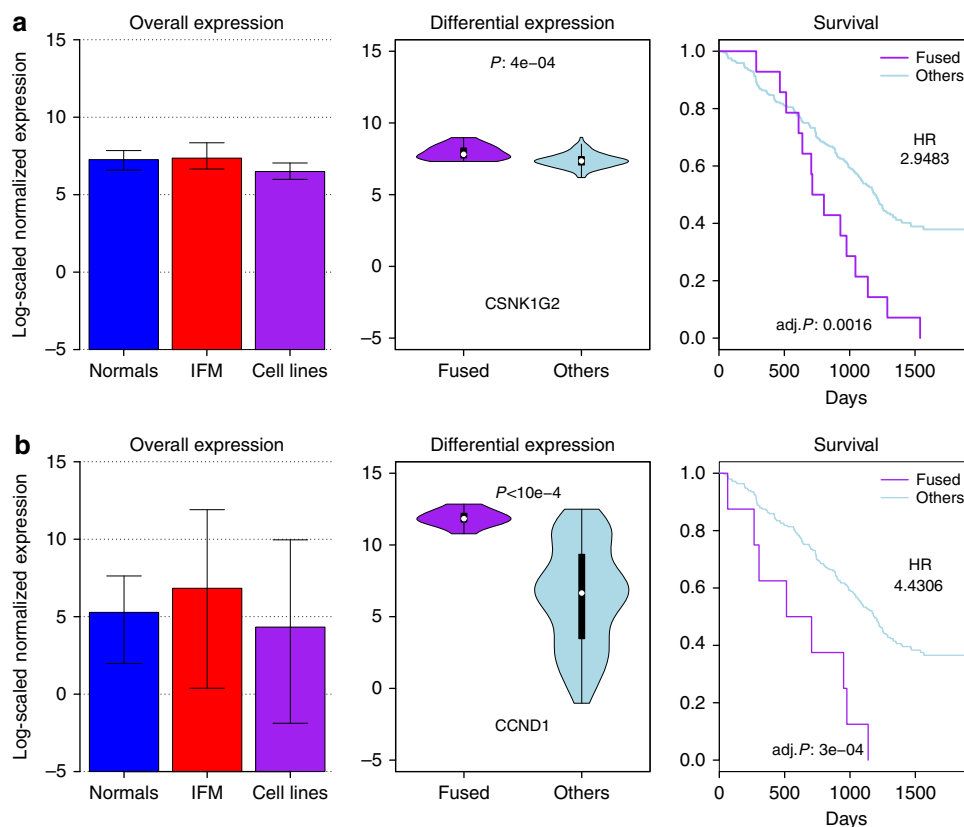 a
Overall expression
Log-scaled normalized expression
15
10
5
0
–5
Normals IFM Cell lines
Differential expression
15
10
5
0
–5
P: 4e–04
CSNK1G2
Fused Others
Survival
1.0
0.8
0.6
0.4
0.2
0.0
Fused
Others
HR
2.9483
adj.P: 0.0016
0 500 1000 1500
Days
b
Overall expression
Log-scaled normalized expression
15
10
5
0
–5
Normals IFM Cell lines
Differential expression
15
10
5
0
–5
P<10e–4
CCND1
Fused Others
Survival
1.0
0.8
0.6
0.4
0.2
0.0
Fused
Others
HR
4.4306
adj.P: 3e–04
0 500 1000 1500
Days